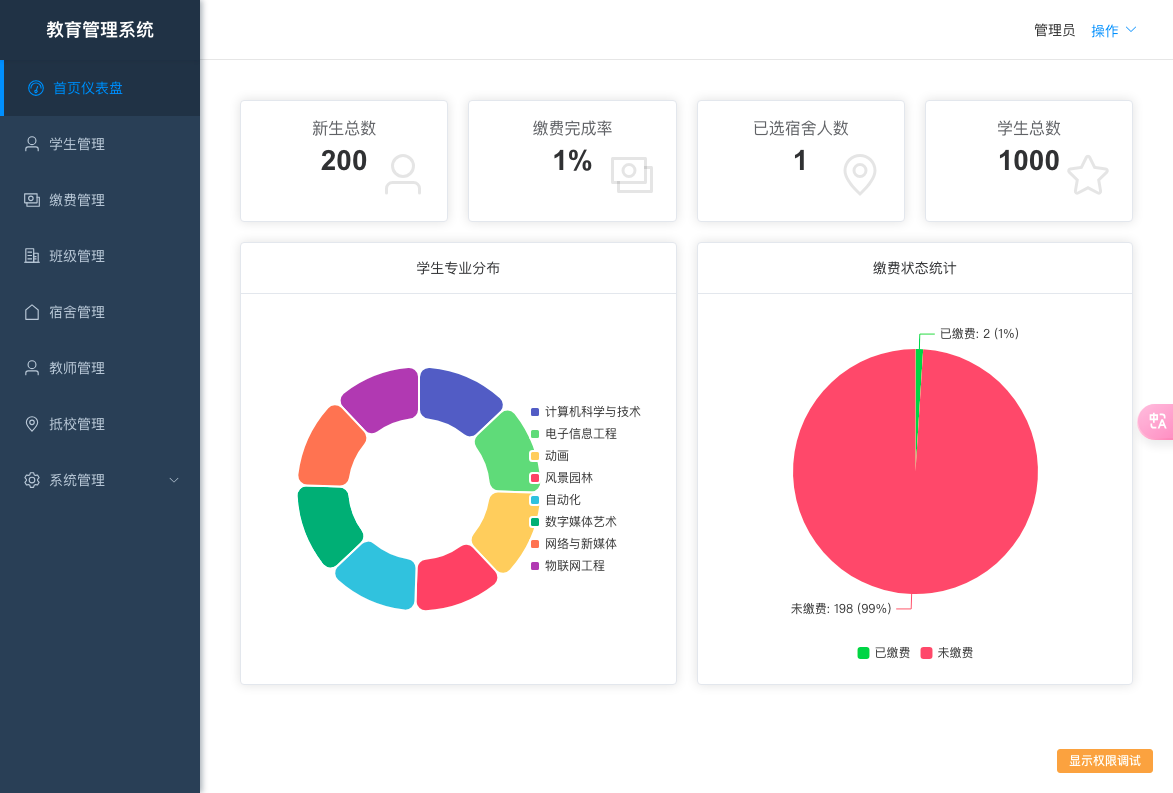 教育管理系统
管理员 操作
首页仪表盘
学生管理
缴费管理
班级管理
宿舍管理
教师管理
抵校管理
系统管理
新生总数
200
缴费完成率
1%
已选宿舍人数
1
学生总数
1000
学生专业分布
计算机科学与技术
电子信息工程
动画
风景园林
自动化
数字媒体艺术
网络与新媒体
物联网工程
缴费状态统计
已缴费: 2 (1%)
未缴费: 198 (99%)
已缴费 未缴费
中 A
显示权限调试